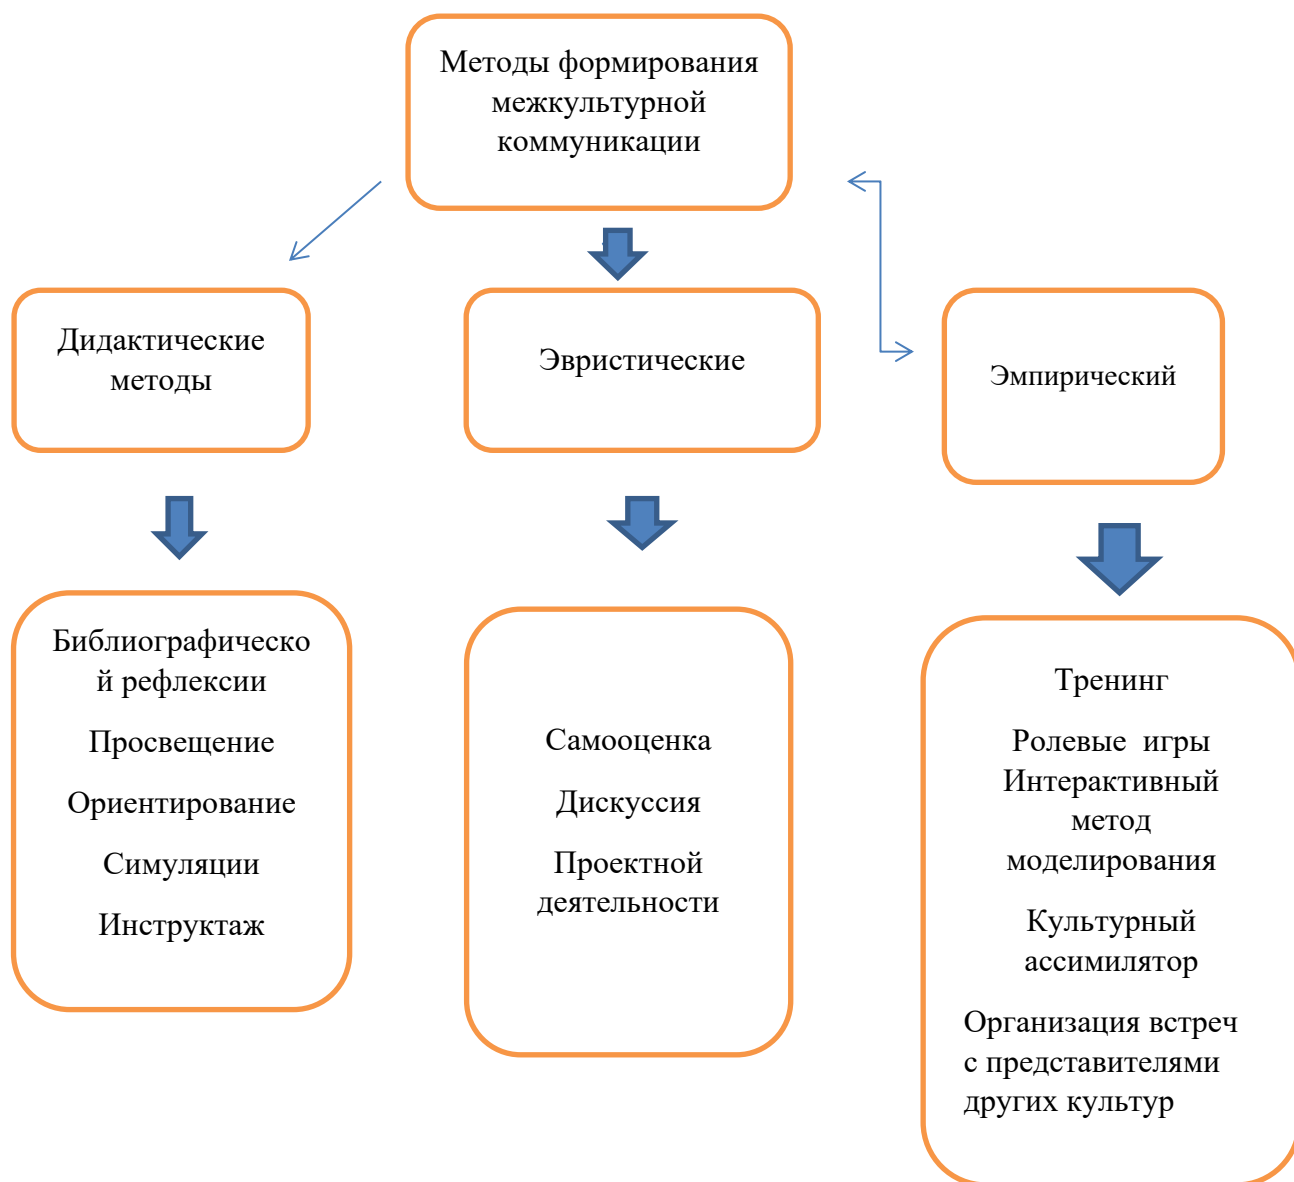 Методы формирования
межкультурной
коммуникации
Дидактические
методы
Эвристические
Эмпирический
Библиографическо
й рефлексии
Просвещение
Ориентирование
Симуляции
Инструктаж
Самооценка
Дискуссия
Проектной
деятельности
Тренинг
Ролевые игры
Интерактивный
метод
моделирования
Культурный
ассимилятор
Организация встреч
с представителями
других культур